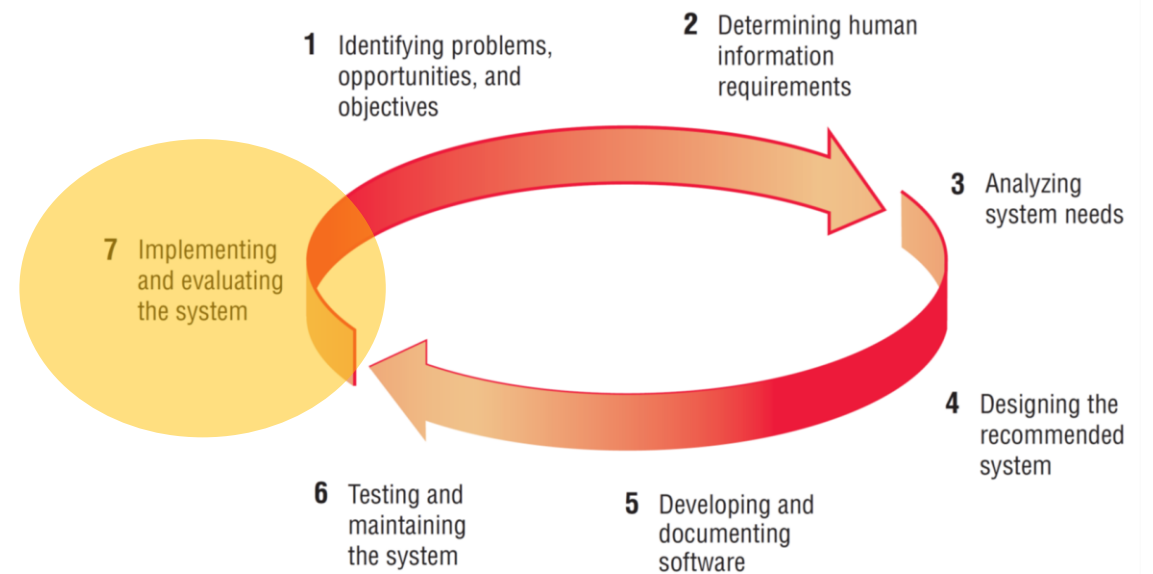 1 Identifying problems,
opportunities, and
objectives
2 Determining human
information
requirements
3 Analyzing
system needs
4 Designing the
recommended
system
5 Developing and
documenting
software
6 Testing and
maintaining
the system
7 Implementing
and evaluating
the system